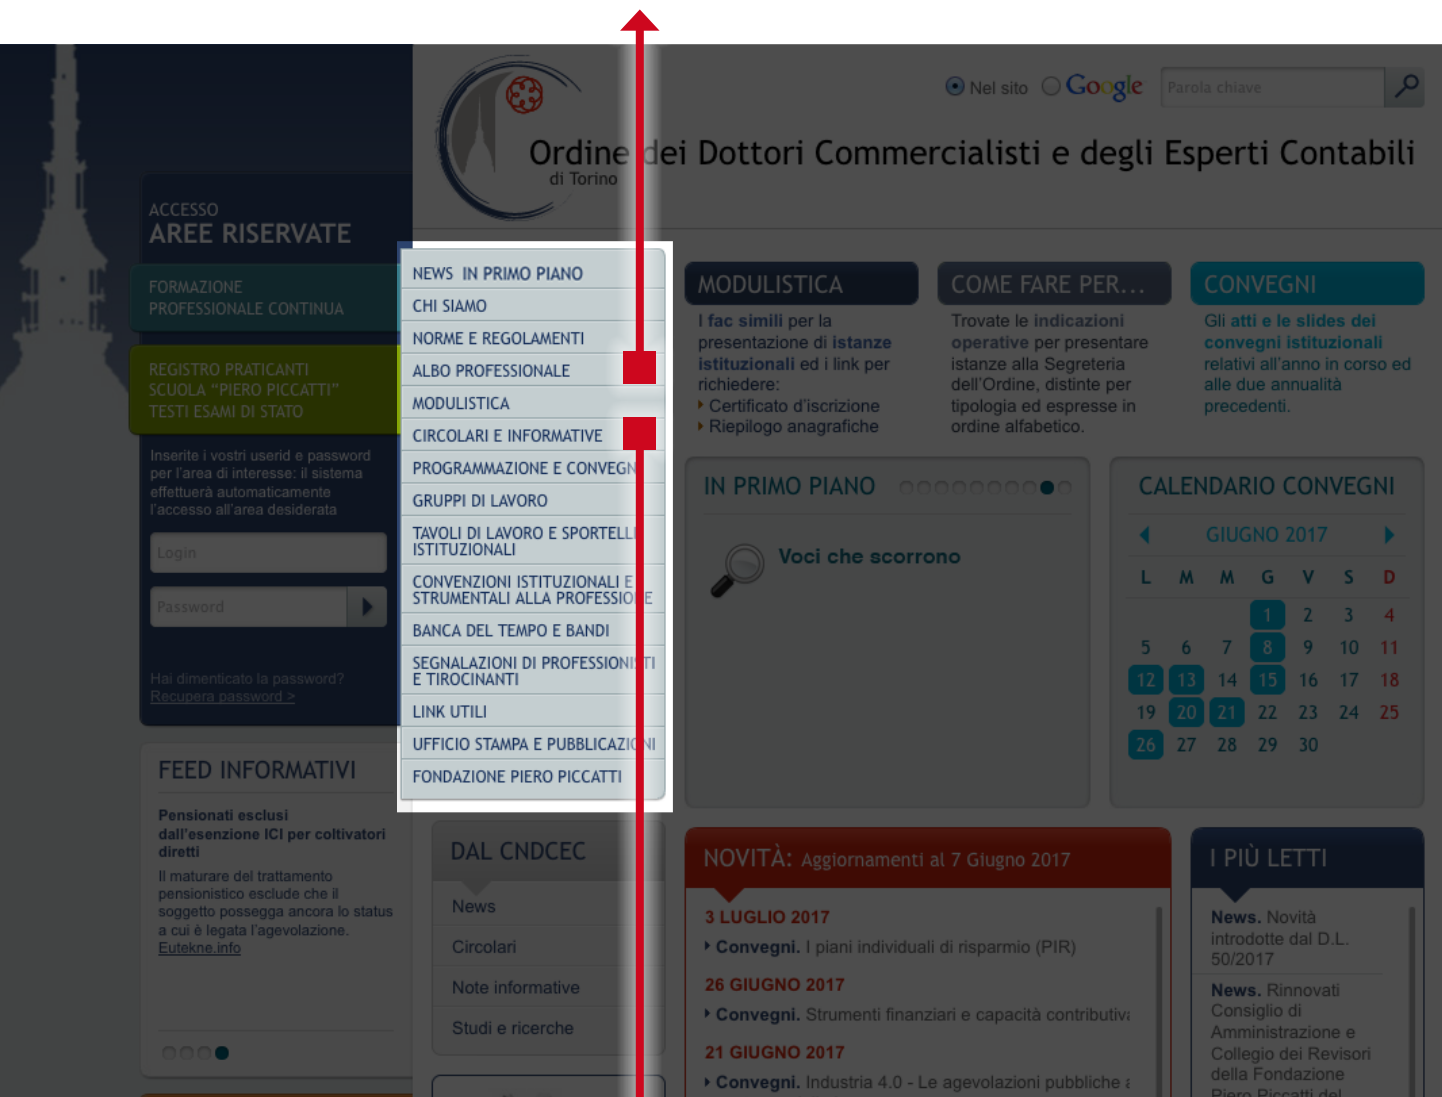 Nel sito
Google
Parola chiave
Ordine dei Dottori Commercialisti e degli Esperti Contabili
di Torino
ACCESSO
AREE RISERVATE
FORMAZIONE
PROFESSIONALE CONTINUA
REGISTRO PRATICANTI
SCUOLA “PIERO PICCATTI”
TESTI ESAMI DI STATO
Inserite i vostri userid e password
per l’area di interesse: il sistema
effettuerà automaticamente
l’accesso all’area desiderata
Login
Password
Hai dimenticato la password?
Recupera password >
FEED INFORMATIVI
Pensionati esclusi
dall’esenzione ICI per coltivatori
diretti
Il maturare del trattamento
pensionistico esclude che il
soggetto possegga ancora lo status
a cui è legata l’agevolazione.
Eutekne.info
NEWS IN PRIMO PIANO
CHI SIAMO
NORME E REGOLAMENTI
ALBO PROFESSIONALE
MODULISTICA
CIRCOLARI E INFORMATIVE
PROGRAMMAZIONE E CONVEGNI
GRUPPI DI LAVORO
TAVOLI DI LAVORO E SPORTELLI
ISTITUZIONALI
CONVENZIONI ISTITUZIONALI E
STRUMENTALI ALLA PROFESSIONE
BANCA DEL TEMPO E BANDI
SEGNALAZIONI DI PROFESSIONISTI
E TIROCINANTI
LINK UTILI
UFFICIO STAMPA E PUBBLICAZIONI
FONDAZIONE PIERO PICCATTI
DAL CNDCEC
News
Circolari
Note informative
Studi e ricerche
MODULISTICA
I fac simili per la
presentazione di istanze
istituzionali ed i link per
richiedere:
Certificato d’iscrizione
Riepilogo anagrafiche
COME FARE PER...
Trovate le indicazioni
operative per presentare
istanze alla Segreteria
dell’Ordine, distinte per
tipologia ed espresse in
ordine alfabetico.
CONVEGNI
Gli atti e le slides dei
convegni istituzionali
relativi all’anno in corso ed
alle due annualità
precedenti.
IN PRIMO PIANO
Voci che scorrono
CALENDARIO CONVEGNI
GIUGNO 2017
L M M G V S D
1 2 3 4
5 6 7 8 9 10 11
12 13 14 15 16 17 18
19 20 21 22 23 24 25
26 27 28 29 30
NOVITÀ: Aggiornamenti al 7 Giugno 2017
3 LUGLIO 2017
Convegni. I piani individuali di risparmio (PIR)
26 GIUGNO 2017
Convegni. Strumenti finanziari e capacità contributiva
21 GIUGNO 2017
Convegni. Industria 4.0 - Le agevolazioni pubbliche a
I PIÙ LETTI
News. Novità
introdotte dal D.L.
50/2017
News. Rinnovati
Consiglio di
Amministrazione e
Collegio dei Revisori
della Fondazione
Piero Piccatti del